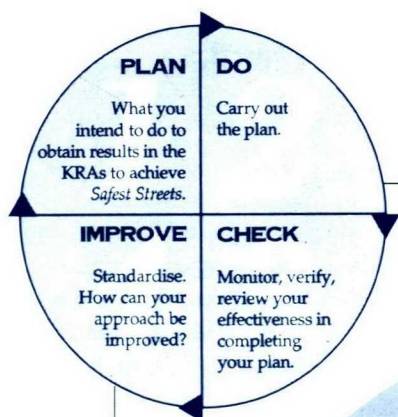 PLAN
What you
intend to do to
obtain results in the
KRAs to achieve
Safest Streets.
DO
Carry out
the plan.
IMPROVE
Standardise.
How can your
approach be
improved?
CHECK
Monitor, verify,
review your
effectiveness in
completing
your plan.